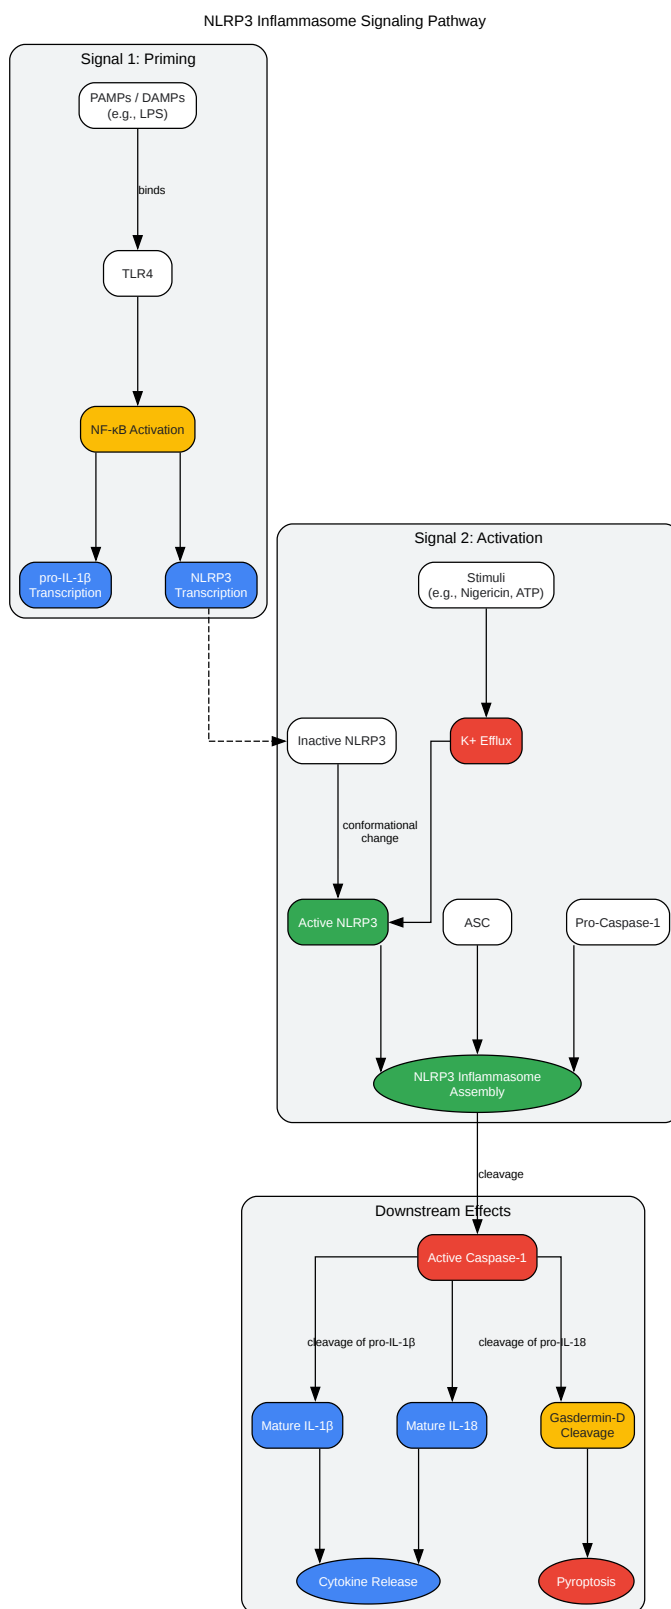 NLRP3 Inflammasome Signaling Pathway
Signal 1: Priming
PAMPs / DAMPs
(e.g., LPS)
binds
TLR4
NF-κB Activation
pro-IL-1β
Transcription
NLRP3
Transcription
Signal 2: Activation
Stimuli
(e.g., Nigericin, ATP)
Inactive NLRP3
K+ Efflux
conformational
change
Active NLRP3
ASC
Pro-Caspase-1
NLRP3 Inflammasome
Assembly
cleavage
Downstream Effects
Active Caspase-1
cleavage of pro-IL-1β
cleavage of pro-IL-18
Mature IL-1β
Mature IL-18
Gasdermin-D
Cleavage
Cytokine Release
Pyroptosis